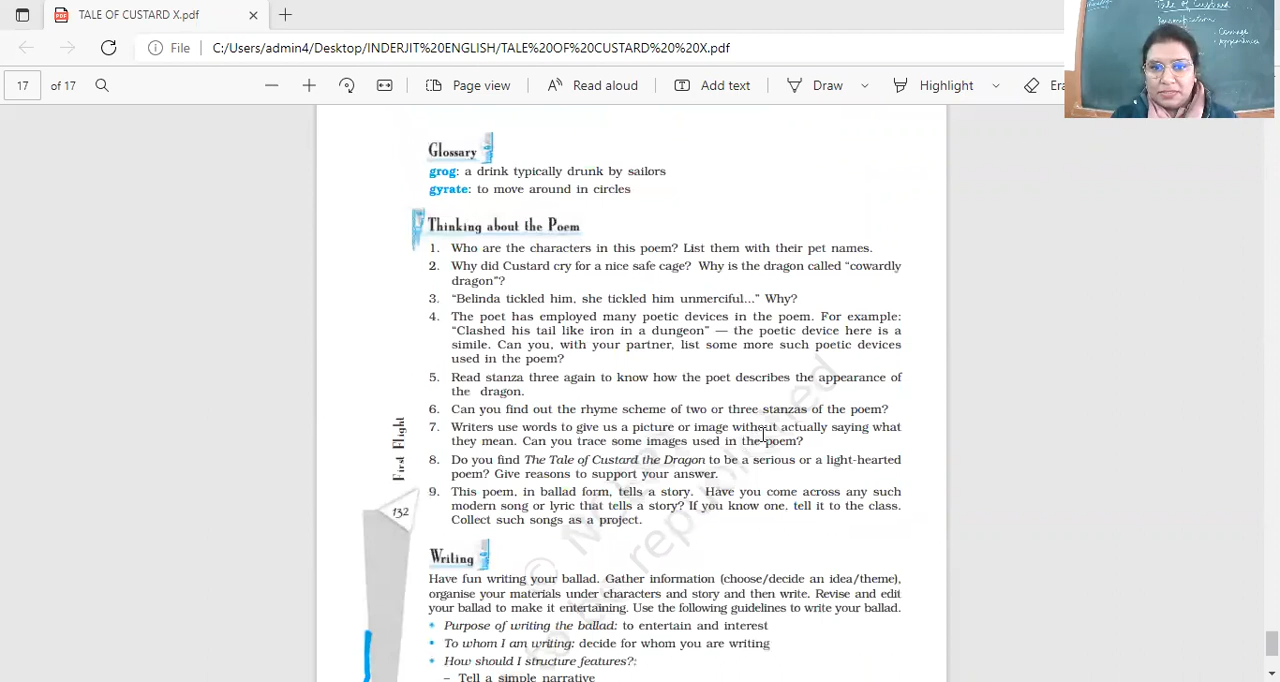 TALE OF CUSTARD X.pdf
File C:/Users/admin4/Desktop/INDERJIT%20ENGLISH/TALE%20OF%20CUSTARD%20%20X.pdf
17 of 17 Page view Read aloud Add text Draw Highlight Era
Tale of Custard
Glossary
grog: a drink typically drunk by sailors
gyrate: to move around in circles
Thinking about the Poem
1. Who are the characters in this poem? List them with their pet names.
2. Why did Custard cry for a nice safe cage? Why is the dragon called “cowardly
dragon”?
3. “Belinda tickled him, she tickled him unmerciful...” Why?
4. The poet has employed many poetic devices in the poem. For example:
“Clashed his tail like iron in a dungeon” — the poetic device here is a
simile. Can you, with your partner, list some more such poetic devices
used in the poem?
5. Read stanza three again to know how the poet describes the appearance of
the dragon.
6. Can you find out the rhyme scheme of two or three stanzas of the poem?
7. Writers use words to give us a picture or image without actually saying what
they mean. Can you trace some images used in the poem?
8. Do you find The Tale of Custard the Dragon to be a serious or a light-hearted
poem? Give reasons to support your answer.
9. This poem, in ballad form, tells a story. Have you come across any such
modern song or lyric that tells a story? If you know one, tell it to the class.
Collect such songs as a project.
First Flight
132
Writing
Have fun writing your ballad. Gather information (choose/decide an idea/theme),
organise your materials under characters and story and then write. Revise and edit
your ballad to make it entertaining. Use the following guidelines to write your ballad.
• Purpose of writing the ballad: to entertain and interest
• To whom I am writing: decide for whom you are writing
• How should I structure features?:
– Tell a simple narrative
republished